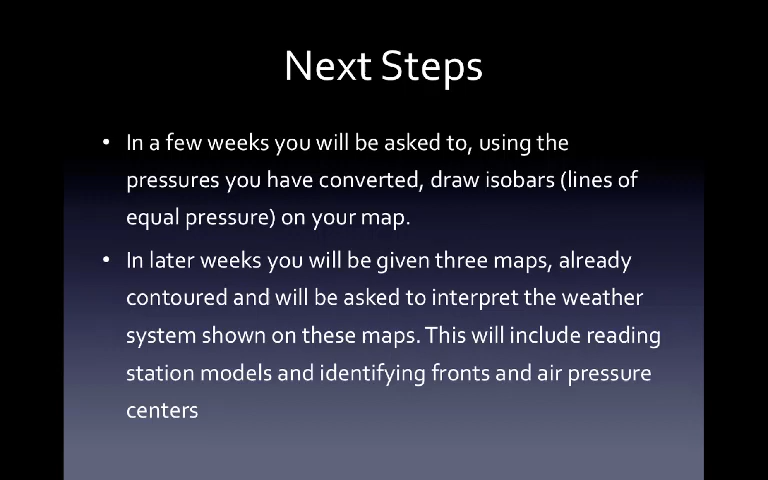 Next Steps
• In a few weeks you will be asked to, using the
pressures you have converted, draw isobars (lines of
equal pressure) on your map.
• In later weeks you will be given three maps, already
contoured and will be asked to interpret the weather
system shown on these maps. This will include reading
station models and identifying fronts and air pressure
centers